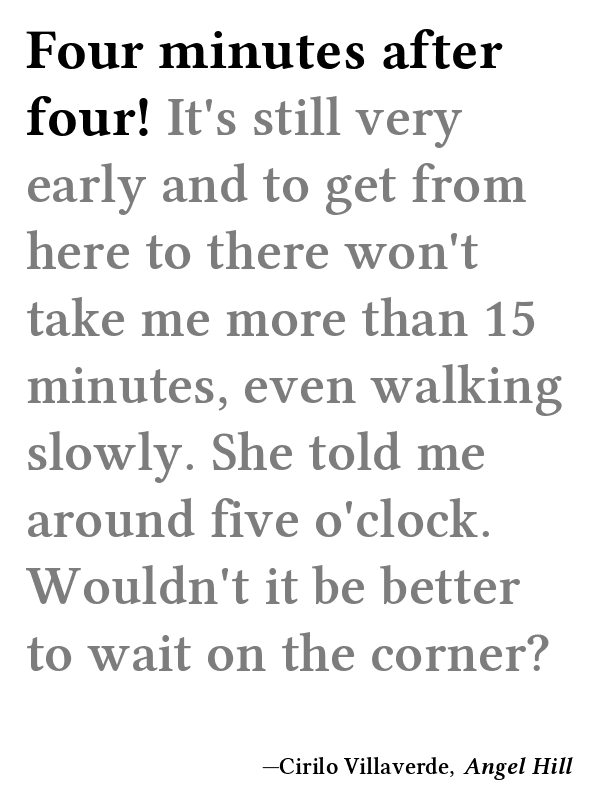 Four minutes after
four! It's still very
early and to get from
here to there won't
take me more than 15
minutes, even walking
slowly. She told me
around five o'clock.
Wouldn't it be better
to wait on the corner?
—Cirilo Villaverde, Angel Hill